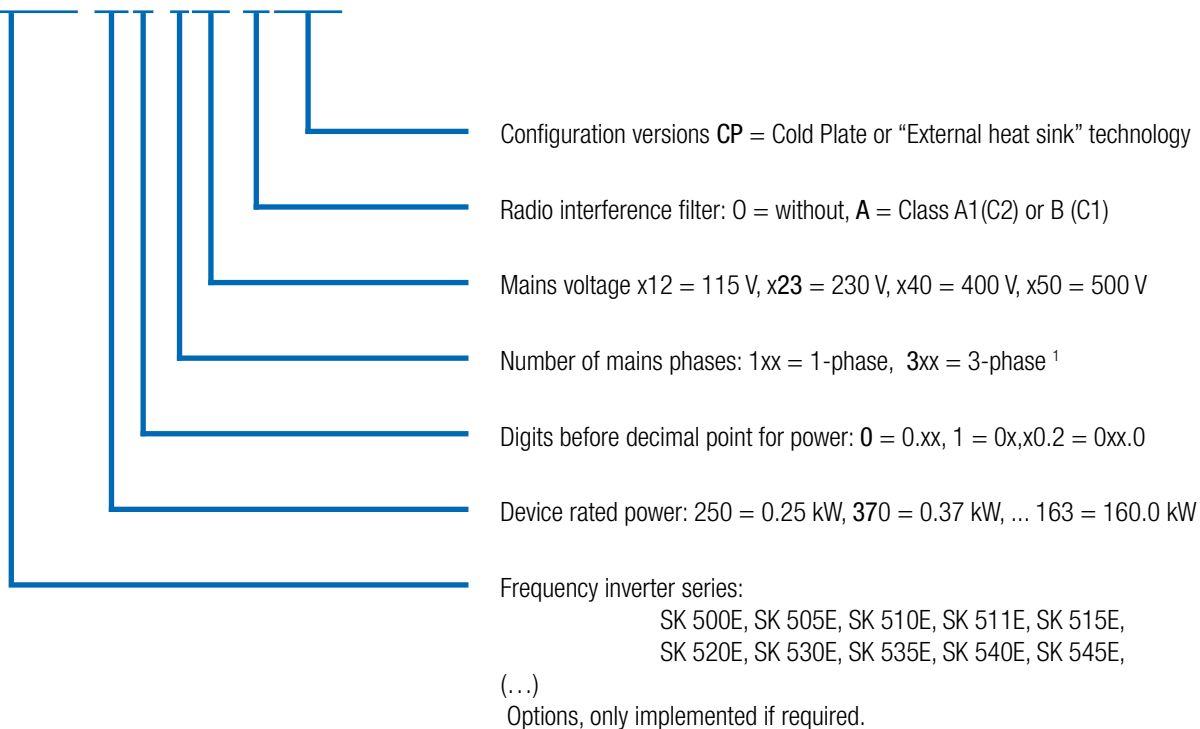 Configuration versions CP = Cold Plate or “External heat sink” technology
Radio interference filter: O = without, A = Class A1(C2) or B (C1)
Mains voltage x12 = 115 V, x23 = 230 V, x40 = 400 V, x50 = 500 V
Number of mains phases: 1xx = 1-phase, 3xx = 3-phase ¹
Digits before decimal point for power: 0 = 0.xx, 1 = 0x,x0.2 = 0xx.0
Device rated power: 250 = 0.25 kW, 370 = 0.37 kW, ... 163 = 160.0 kW
Frequency inverter series:
SK 500E, SK 505E, SK 510E, SK 511E, SK 515E,
SK 520E, SK 530E, SK 535E, SK 540E, SK 545E,
(…)
Options, only implemented if required.